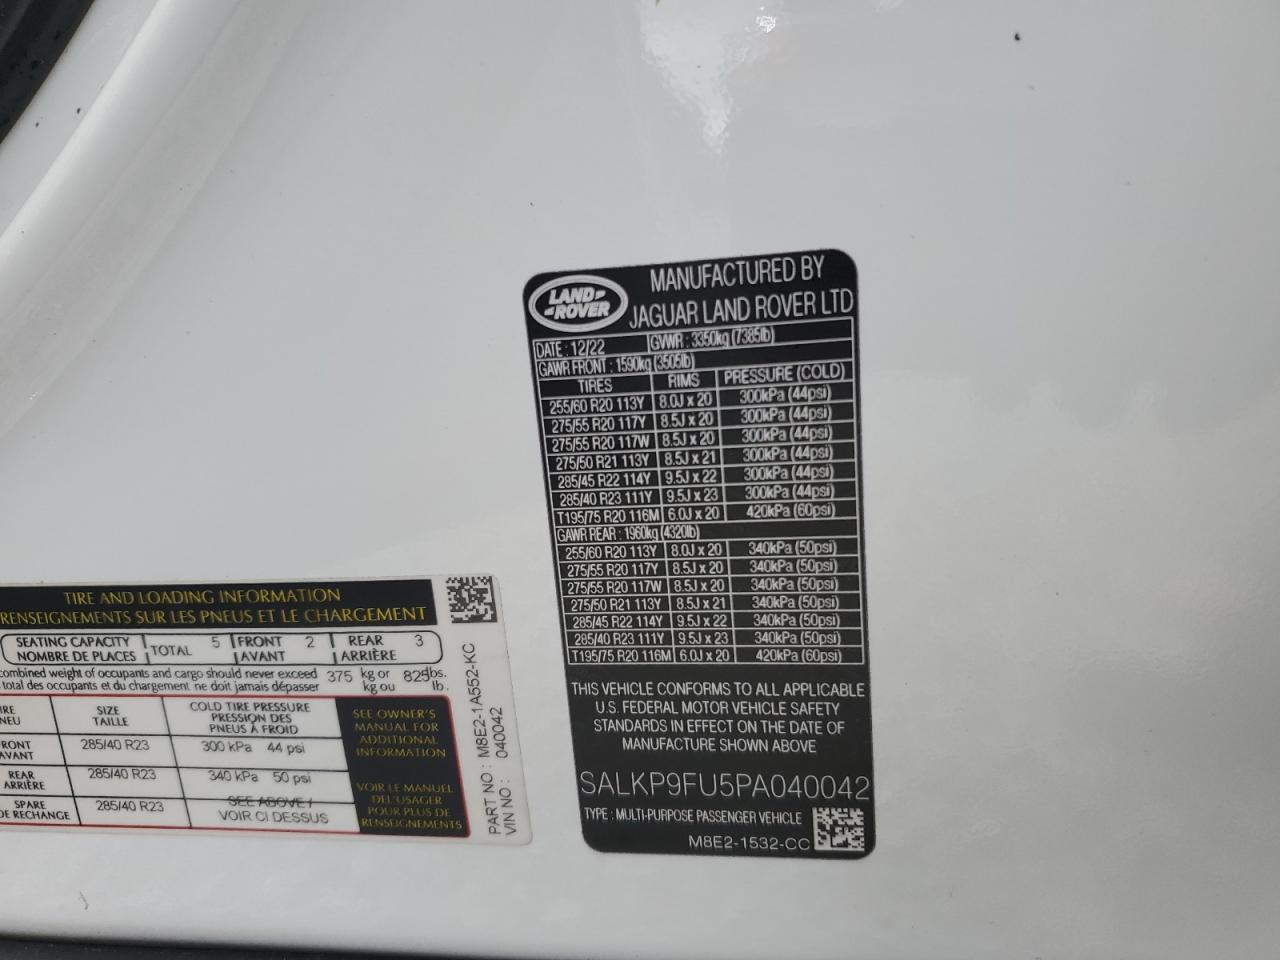 LAND ROVER
MANUFACTURED BY
JAGUAR LAND ROVER LTD
DATE : 12/22 GVWR : 3350kg (7385lb)
GAWR FRONT : 1590kg (3505lb)
TIRES RIMS PRESSURE (COLD)
255/60 R20 113Y 8.0J x 20 300kPa (44psi)
275/55 R20 117Y 8.5J x 20 300kPa (44psi)
275/55 R20 117W 8.5J x 20 300kPa (44psi)
275/50 R21 113Y 8.5J x 21 300kPa (44psi)
285/45 R22 114Y 9.5J x 22 300kPa (44psi)
285/40 R23 111Y 9.5J x 23 300kPa (44psi)
T195/75 R20 116M 6.0J x 20 420kPa (60psi)
GAWR REAR : 1960kg (4320lb)
255/60 R20 113Y 8.0J x 20 340kPa (50psi)
275/55 R20 117Y 8.5J x 20 340kPa (50psi)
275/55 R20 117W 8.5J x 20 340kPa (50psi)
275/50 R21 113Y 8.5J x 21 340kPa (50psi)
285/45 R22 114Y 9.5J x 22 340kPa (50psi)
285/40 R23 111Y 9.5J x 23 340kPa (50psi)
T195/75 R20 116M 6.0J x 20 420kPa (60psi)
THIS VEHICLE CONFORMS TO ALL APPLICABLE
U.S. FEDERAL MOTOR VEHICLE SAFETY
STANDARDS IN EFFECT ON THE DATE OF
MANUFACTURE SHOWN ABOVE
SALKP9FU5PA040042
TYPE : MULTI-PURPOSE PASSENGER VEHICLE
M8E2-1532-CC
TIRE AND LOADING INFORMATION
RENSEIGNEMENTS SUR LES PNEUS ET LE CHARGEMENT
SEATING CAPACITY TOTAL 5 FRONT 2 REAR 3
NOMBRE DE PLACES AVANT ARRIÈRE
combined weight of occupants and cargo should never exceed 375 kg or 825 lbs.
total des occupants et du chargement ne doit jamais dépasser kg ou lb.
SIZE COLD TIRE PRESSURE
TAILLE PRESSION DES
PNEUS À FROID
285/40 R23 300 kPa 44 psi
REAR 285/40 R23 340 kPa 50 psi
ARRIÈRE
SPARE 285/40 R23 SEE ABOVE /
DE RECHANGE VOIR CI DESSUS
SEE OWNER'S
MANUAL FOR
ADDITIONAL
INFORMATION
VOIR LE MANUEL
DEL'USAGER
POUR PLUS DE
RENSEIGNEMENTS
PART NO : M8E2-1A552-KC
VIN NO : 040042